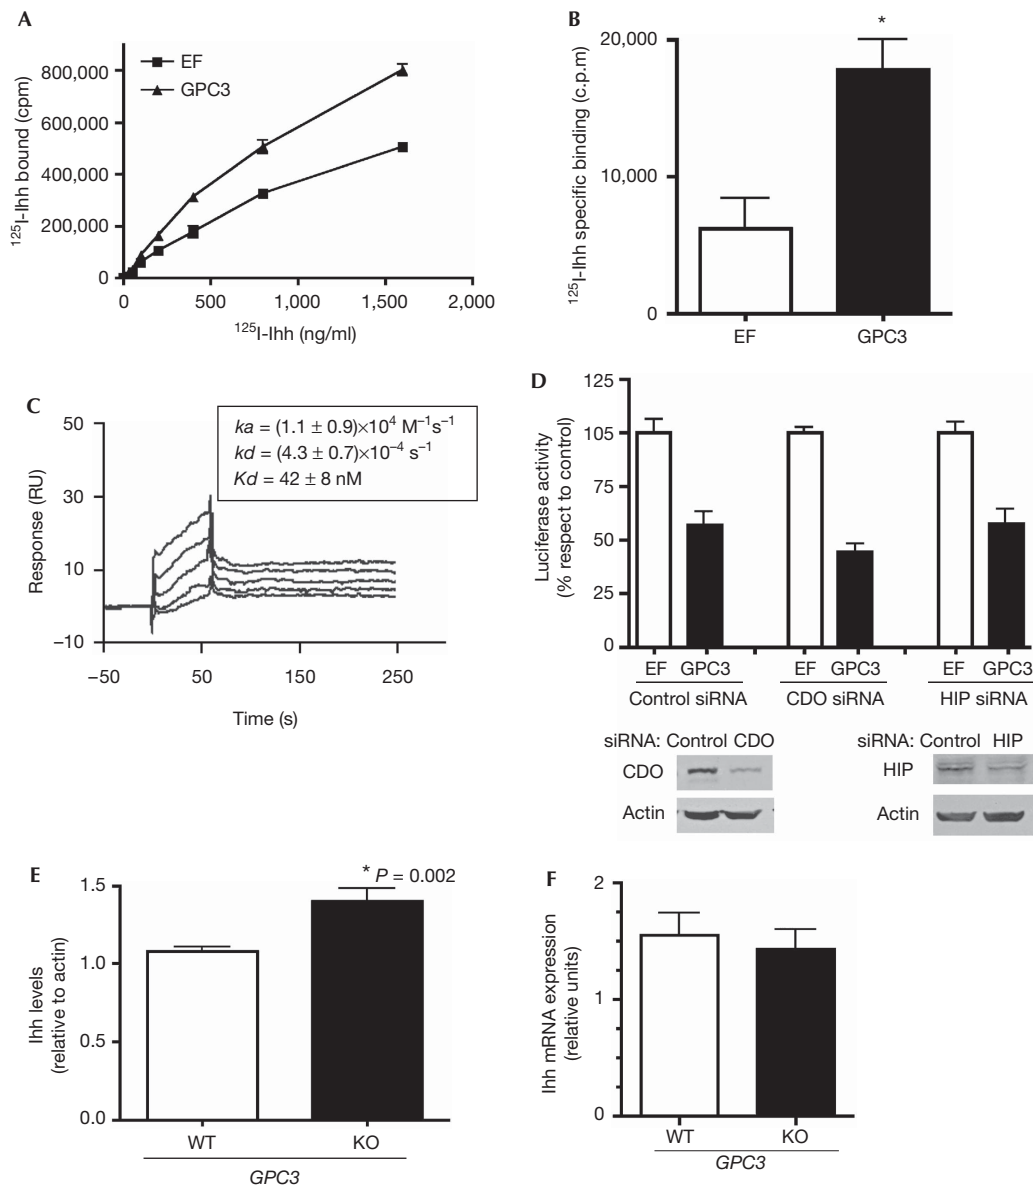 A
EF
GPC3
800,000
600,000
400,000
200,000
0
0 500 1,000 1,500 2,000
¹²⁵I-Ihh bound (cpm)
¹²⁵I-Ihh (ng/ml)
B
*
20,000
10,000
0
¹²⁵I-Ihh specific binding (c.p.m)
EF GPC3
C
50
30
10
−10
Response (RU)
ka = (1.1 ± 0.9)×10⁴ M⁻¹s⁻¹
kd = (4.3 ± 0.7)×10⁻⁴ s⁻¹
Kd = 42 ± 8 nM
−50 50 150 250
Time (s)
D
125
105
75
50
25
0
Luciferase activity
(% respect to control)
EF GPC3 EF GPC3 EF GPC3
Control siRNA CDO siRNA HIP siRNA
siRNA: Control CDO
CDO
Actin
siRNA: Control HIP
HIP
Actin
E
* P = 0.002
1.5
1.0
0.5
0.0
Ihh levels
(relative to actin)
WT KO
GPC3
F
2
1
0
Ihh mRNA expression
(relative units)
WT KO
GPC3